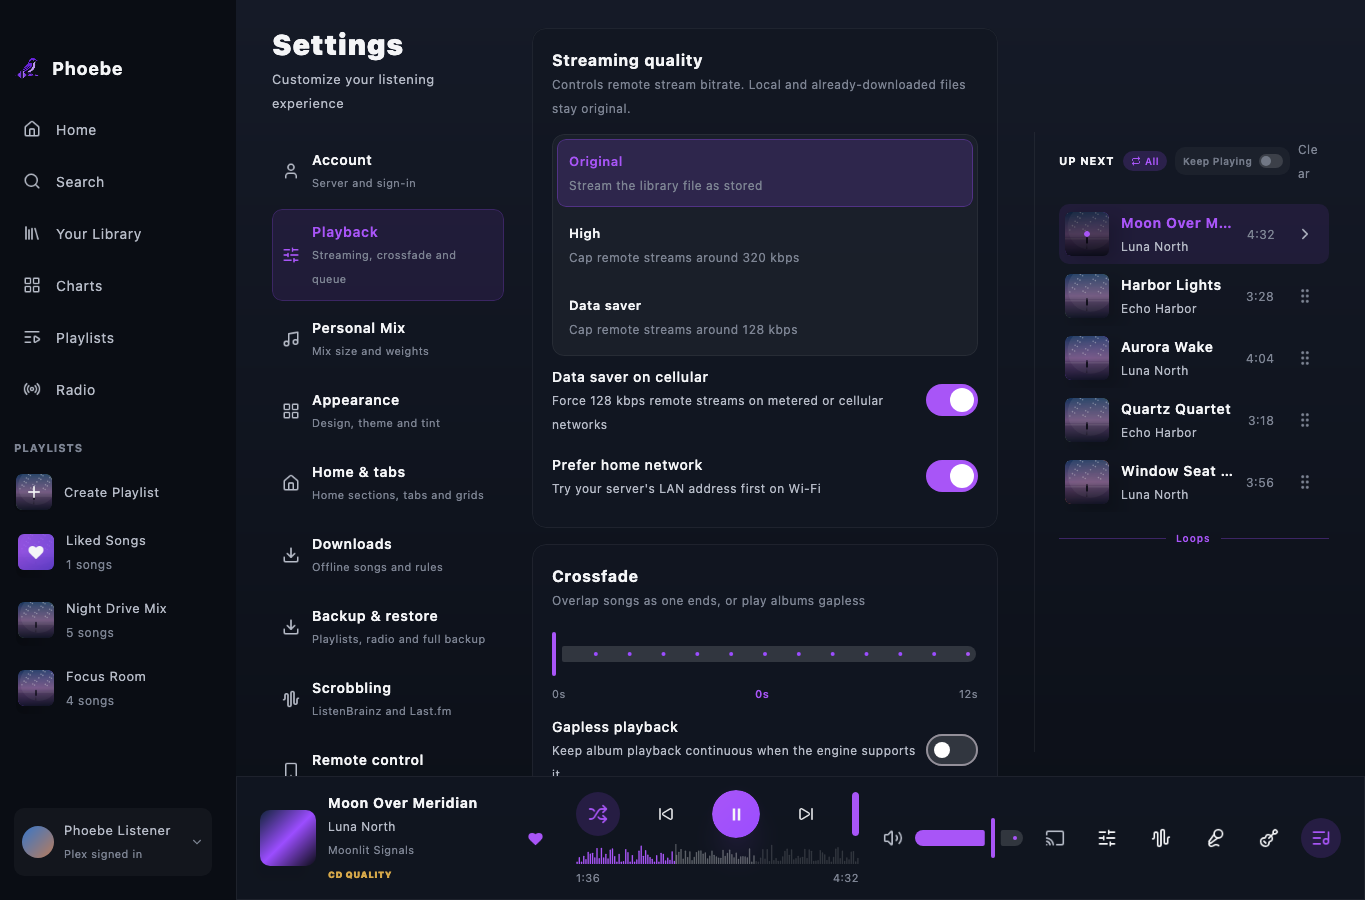 Phoebe
Home
Search
Your Library
Charts
Playlists
Radio
PLAYLISTS
Create Playlist
Liked Songs
1 songs
Night Drive Mix
5 songs
Focus Room
4 songs
Phoebe Listener
Plex signed in
Settings
Customize your listening
experience
Account
Server and sign-in
Playback
Streaming, crossfade and
queue
Personal Mix
Mix size and weights
Appearance
Design, theme and tint
Home & tabs
Home sections, tabs and grids
Downloads
Offline songs and rules
Backup & restore
Playlists, radio and full backup
Scrobbling
ListenBrainz and Last.fm
Remote control
Streaming quality
Controls remote stream bitrate. Local and already-downloaded files
stay original.
Original
Stream the library file as stored
High
Cap remote streams around 320 kbps
Data saver
Cap remote streams around 128 kbps
Data saver on cellular
Force 128 kbps remote streams on metered or cellular
networks
Prefer home network
Try your server's LAN address first on Wi-Fi
Crossfade
Overlap songs as one ends, or play albums gapless
0s 0s 12s
Gapless playback
Keep album playback continuous when the engine supports
it
UP NEXT All Keep Playing Cle
ar
Moon Over M... 4:32
Luna North
Harbor Lights 3:28
Echo Harbor
Aurora Wake 4:04
Luna North
Quartz Quartet 3:18
Echo Harbor
Window Seat ... 3:56
Luna North
Loops
Moon Over Meridian
Luna North
Moonlit Signals
CD QUALITY
1:36 4:32